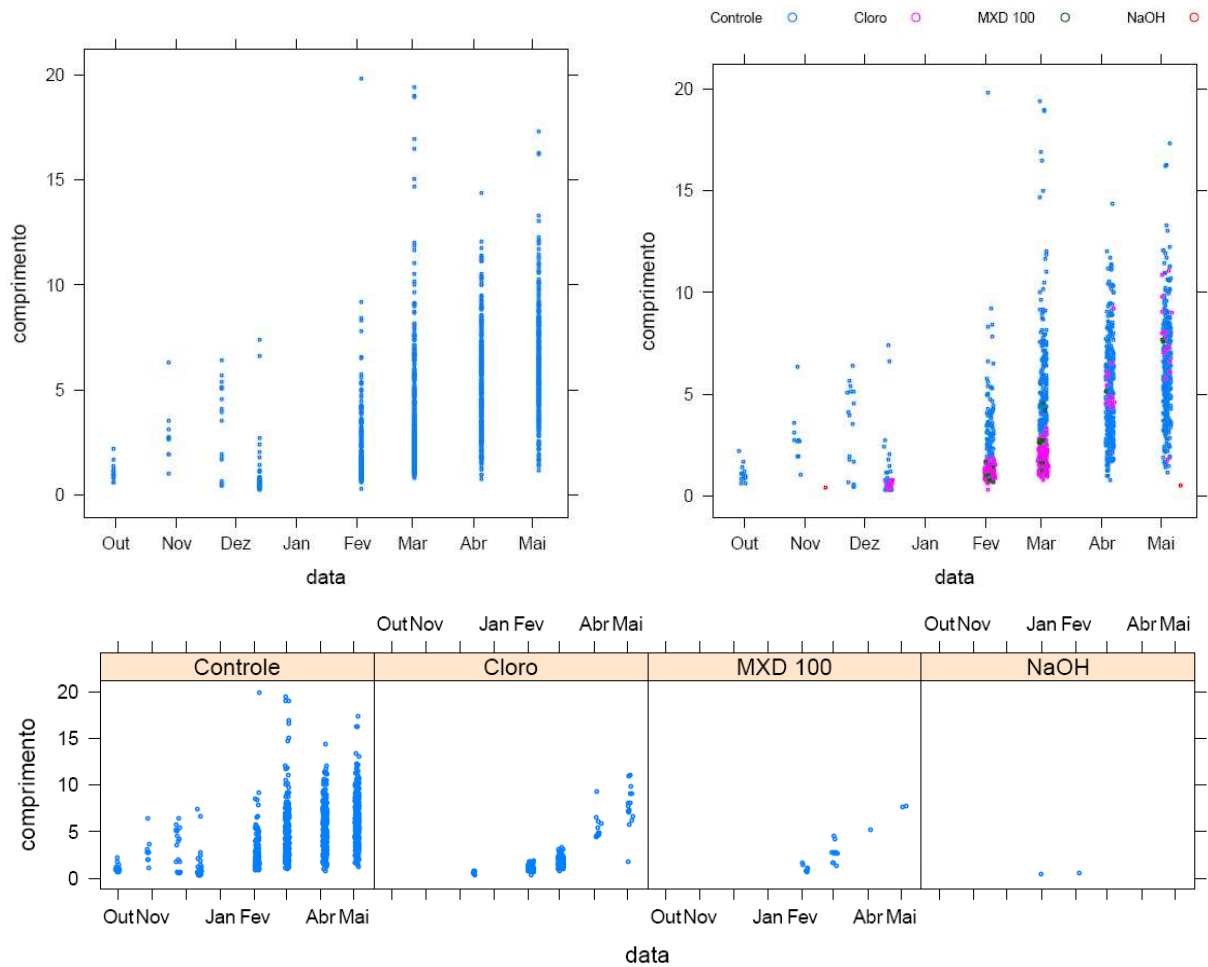 Controle Cloro MXD 100 NaOH
20
15
10
5
0
comprimento
Out Nov Dez Jan Fev Mar Abr Mai
data
20
15
10
5
0
comprimento
Out Nov Dez Jan Fev Mar Abr Mai
data
Out Nov Jan Fev Abr Mai Out Nov Jan Fev Abr Mai
Controle Cloro MXD 100 NaOH
20
15
10
5
0
comprimento
Out Nov Jan Fev Abr Mai Out Nov Jan Fev Abr Mai
data